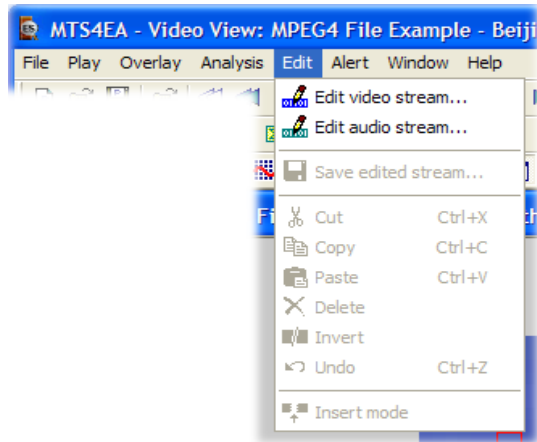 MTS4EA - Video View: MPEG4 File Example - Beiji
File Play Overlay Analysis Edit Alert Window Help
Edit video stream...
Edit audio stream...
Save edited stream...
Fi
Cut Ctrl+X
Copy Ctrl+C
Paste Ctrl+V
Delete
Invert
Undo Ctrl+Z
Insert mode